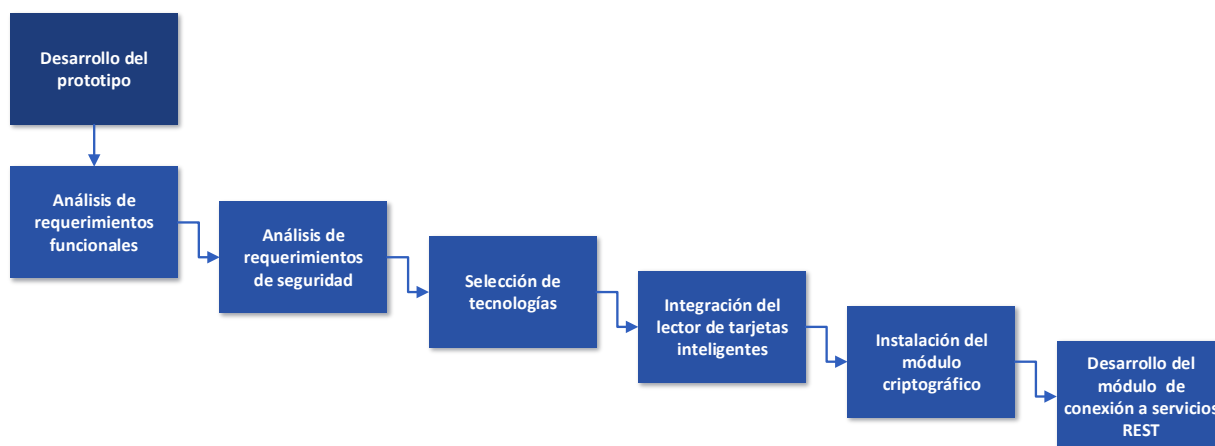 Desarrollo del
prototipo
Análisis de
requerimientos
funcionales
Análisis de
requerimientos
de seguridad
Selección de
tecnologías
Integración del
lector de tarjetas
inteligentes
Instalación del
módulo
criptográfico
Desarrollo del
módulo de
conexión a servicios
REST